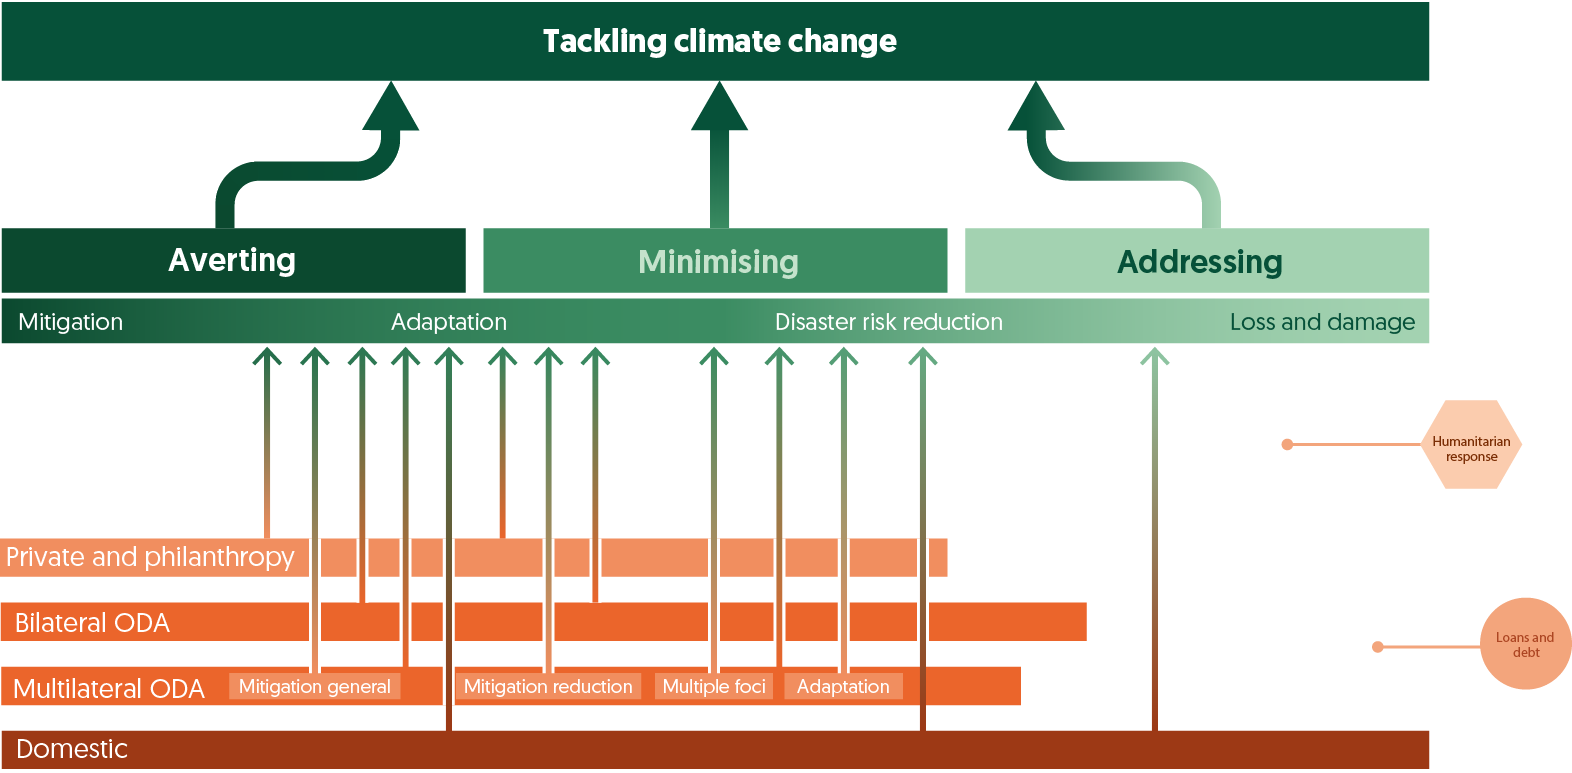 Tackling climate change
Averting
Minimising
Addressing
Mitigation
Adaptation
Disaster risk reduction
Loss and damage
Humanitarian
response
Private and philanthropy
Bilateral ODA
Loans and
debt
Multilateral ODA
Mitigation general
Mitigation reduction
Multiple foci
Adaptation
Domestic